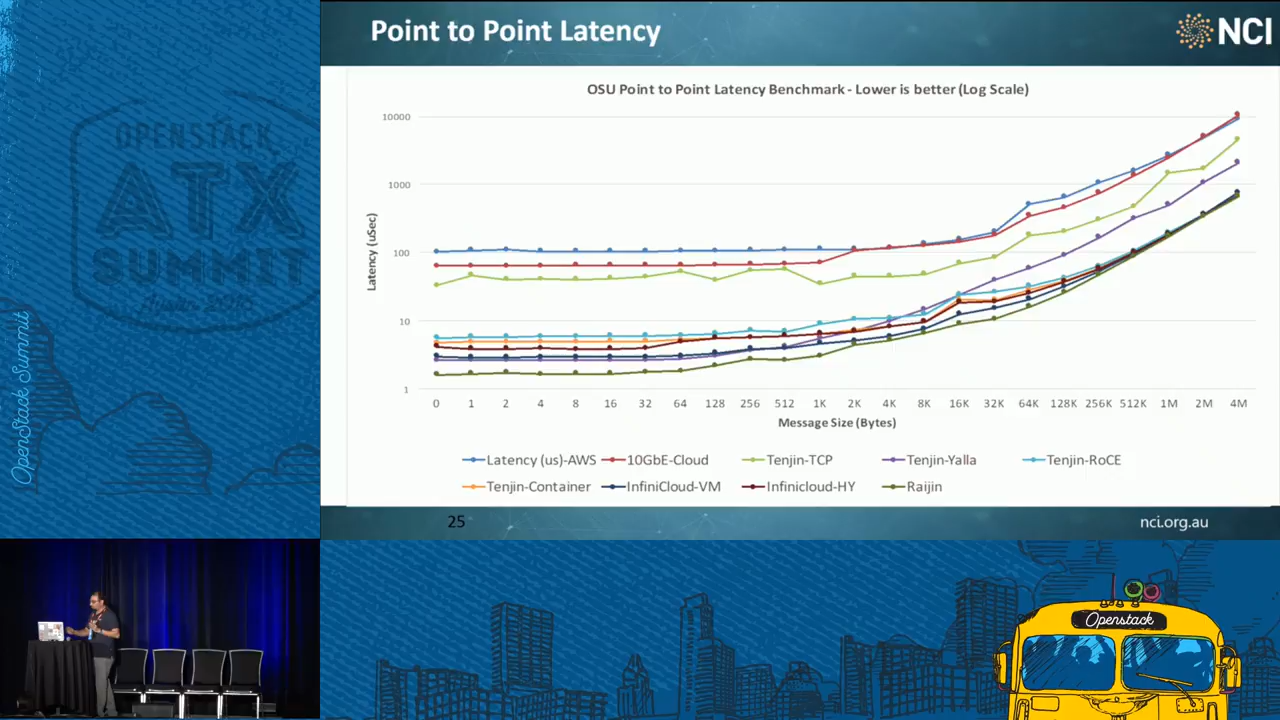 Point to Point Latency
NCI
OSU Point to Point Latency Benchmark - Lower is better (Log Scale)
10000
1000
100
10
1
Latency (uSec)
0 1 2 4 8 16 32 64 128 256 512 1K 2K 4K 8K 16K 32K 64K 128K 256K 512K 1M 2M 4M
Message Size (Bytes)
Latency (us)-AWS 10GbE-Cloud Tenjin-TCP Tenjin-Yalla Tenjin-RoCE
Tenjin-Container InfiniCloud-VM Infinicloud-HY Raijin
25
nci.org.au
OPENSTACK
ATX
SUMMIT
OpenStack Summit
Openstack